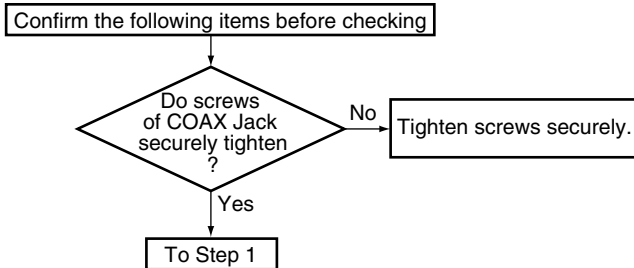 Confirm the following items before checking
Do screws
of COAX Jack
securely tighten
?
No
Tighten screws securely.
Yes
To Step 1